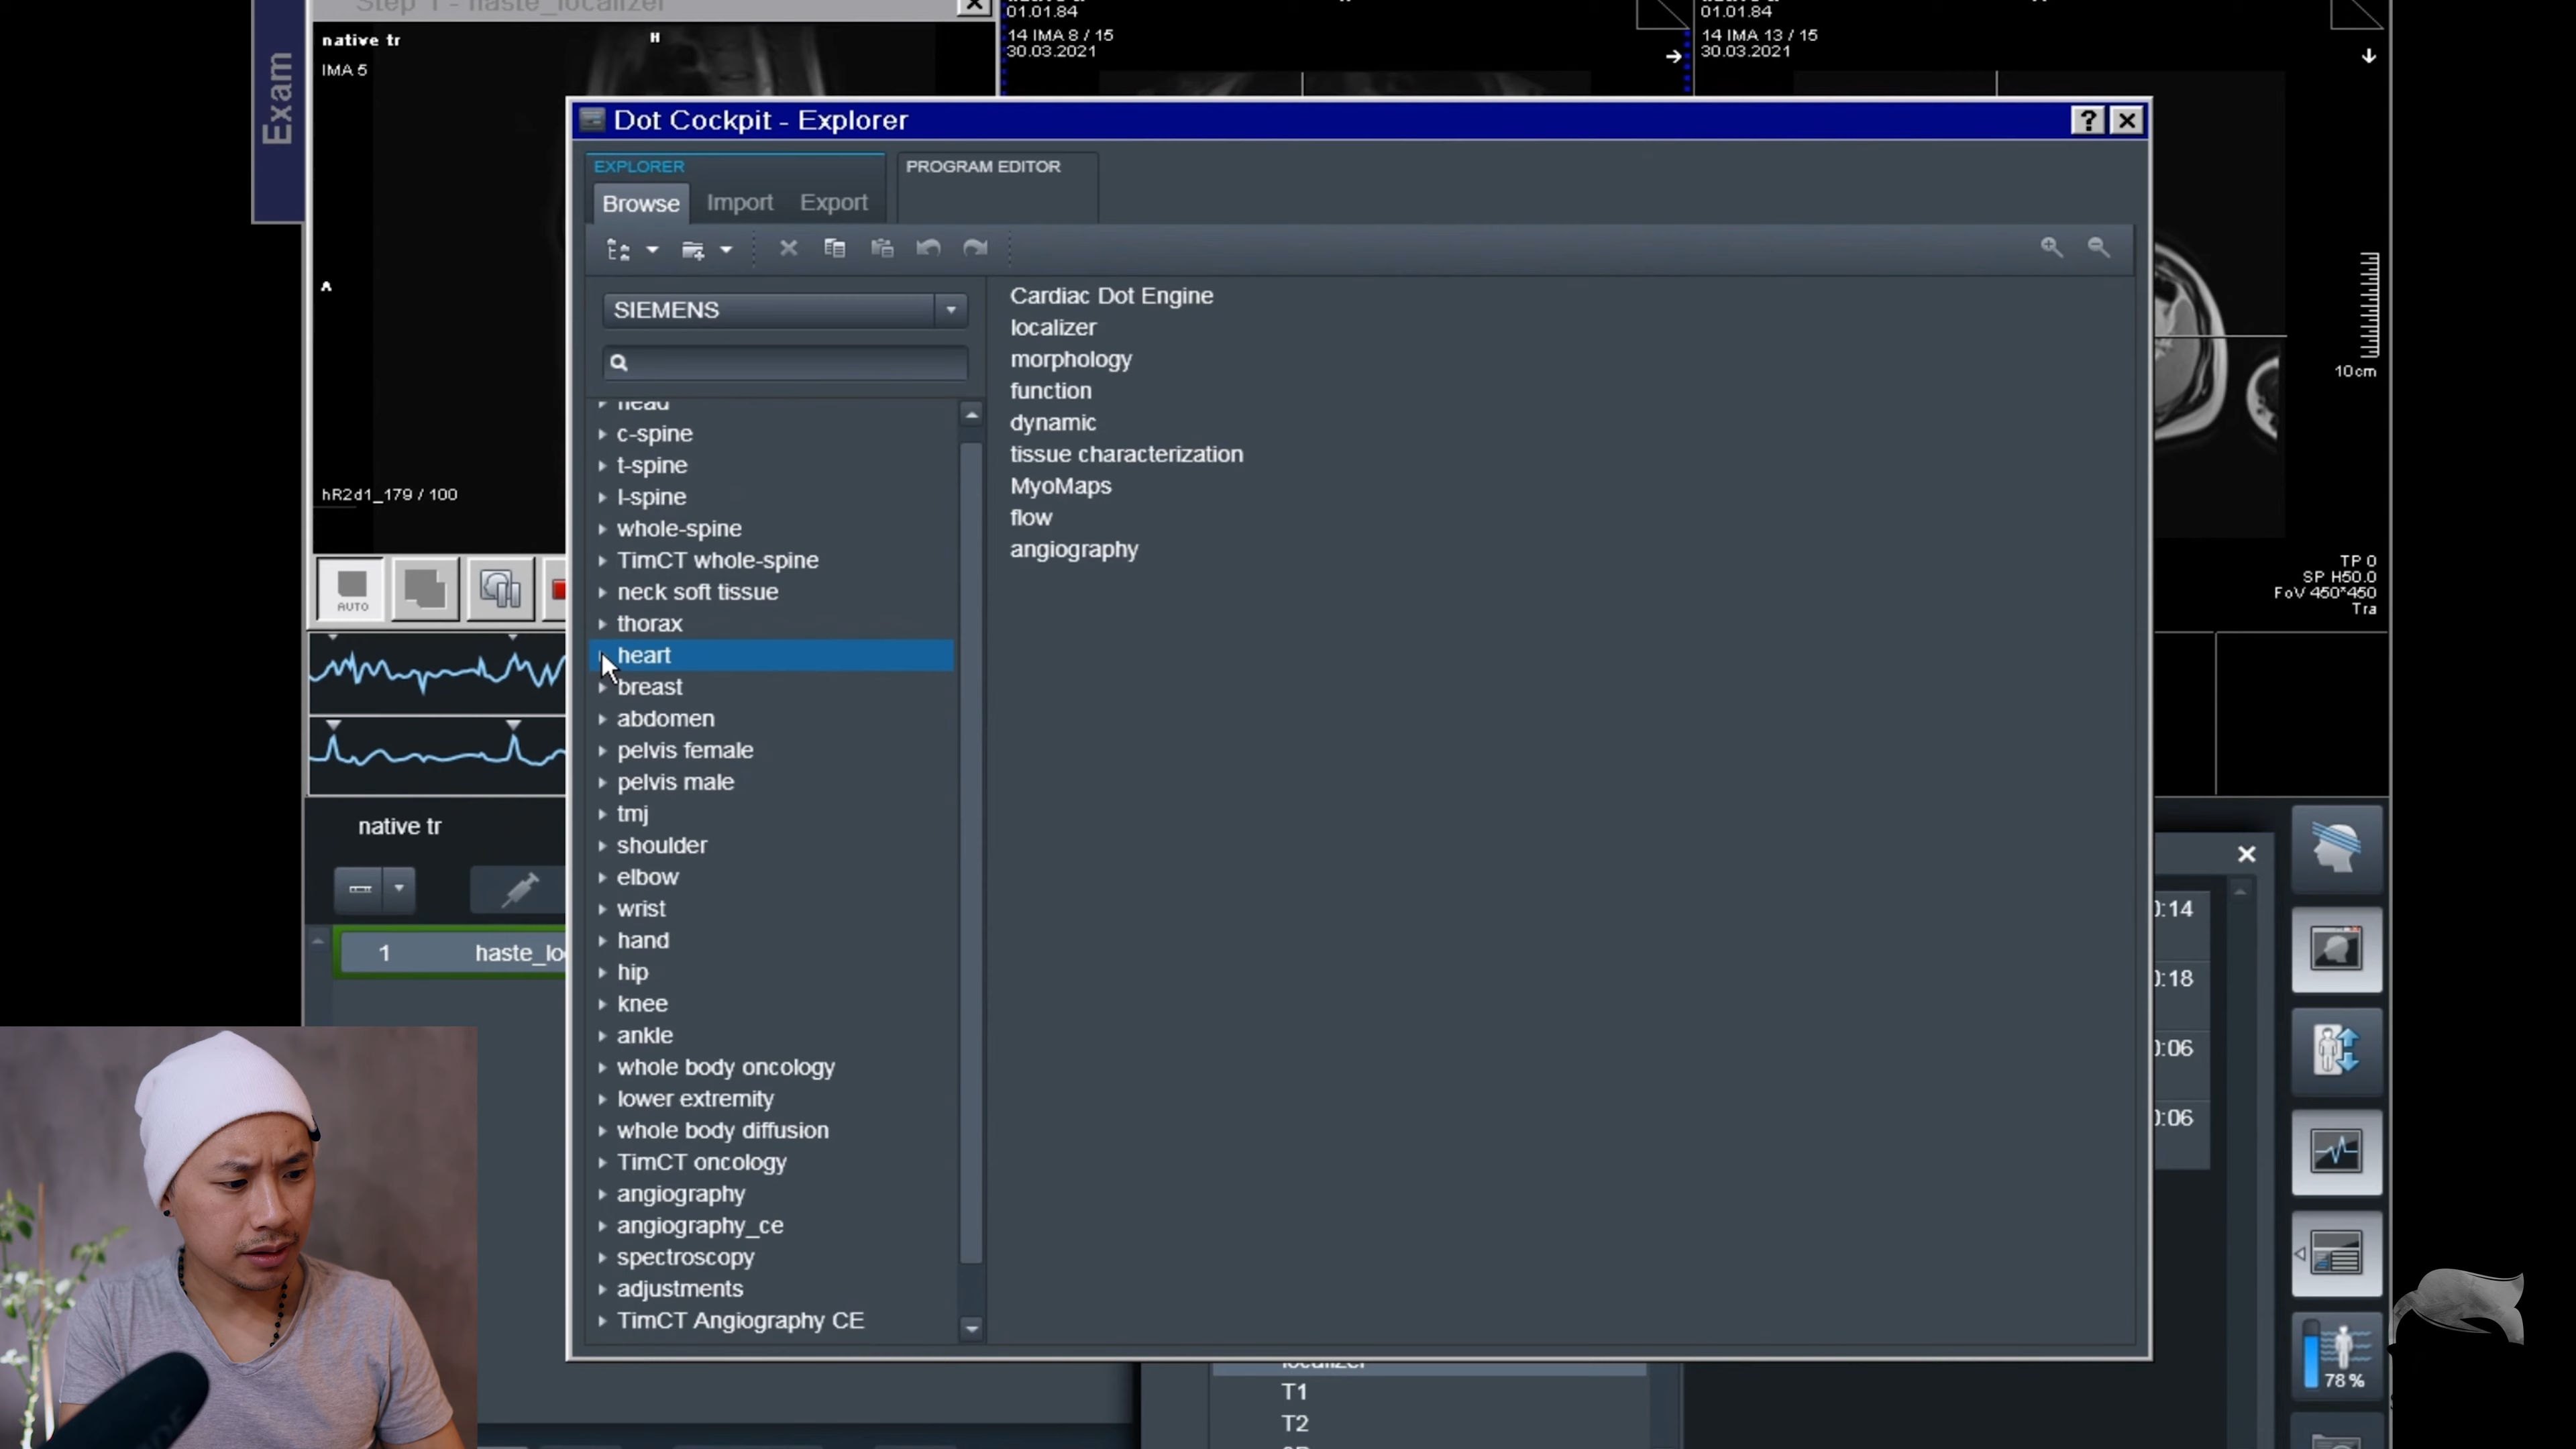 Step 1 - haste_localizer
Exam
native tr
H
IMA 5
A
hR2d1_179 / 100
AUTO
01.01.84
14 IMA 8 / 15
30.03.2021
01.01.84
14 IMA 13 / 15
30.03.2021
10cm
TP 0
SP H50.0
FoV 450*450
Tra
Dot Cockpit - Explorer
?
EXPLORER
PROGRAM EDITOR
Browse
Import
Export
SIEMENS
head
c-spine
t-spine
l-spine
whole-spine
TimCT whole-spine
neck soft tissue
thorax
heart
breast
abdomen
pelvis female
pelvis male
tmj
shoulder
elbow
wrist
hand
hip
knee
ankle
whole body oncology
lower extremity
whole body diffusion
TimCT oncology
angiography
angiography_ce
spectroscopy
adjustments
TimCT Angiography CE
Cardiac Dot Engine
localizer
morphology
function
dynamic
tissue characterization
MyoMaps
flow
angiography
native tr
1 haste_lo
0:14
0:18
0:06
0:06
78 %
localizer
T1
T2